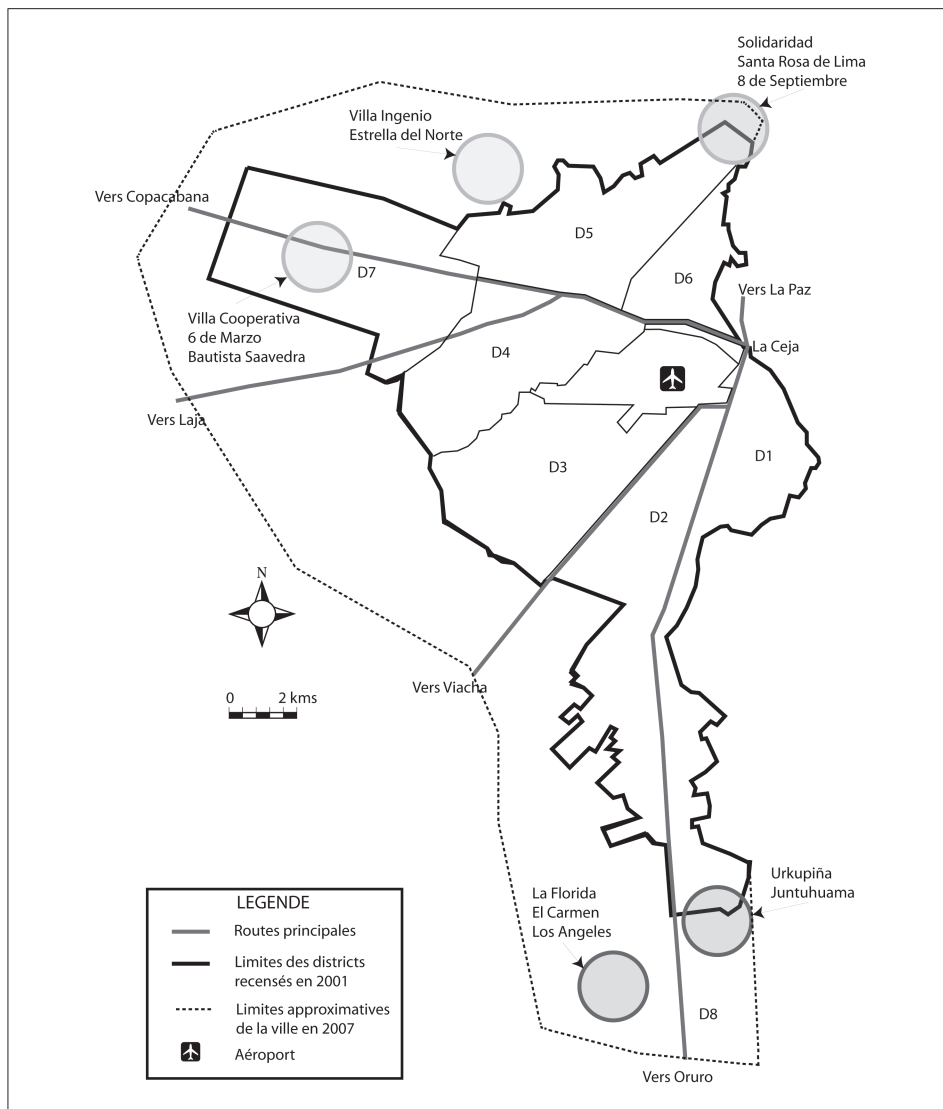 Solidaridad
Santa Rosa de Lima
8 de Septiembre
Villa Ingenio
Estrella del Norte
Vers Copacabana
D5
D7
D6
Vers La Paz
Villa Cooperativa
6 de Marzo
Bautista Saavedra
La Ceja
D4
Vers Laja
D1
D3
D2
N
0 2 kms
Vers Viacha
Urkupiña
Juntuhuama
La Florida
El Carmen
Los Angeles
D8
Vers Oruro
LEGENDE
Routes principales
Limites des districts
recensés en 2001
Limites approximatives
de la ville en 2007
Aéroport